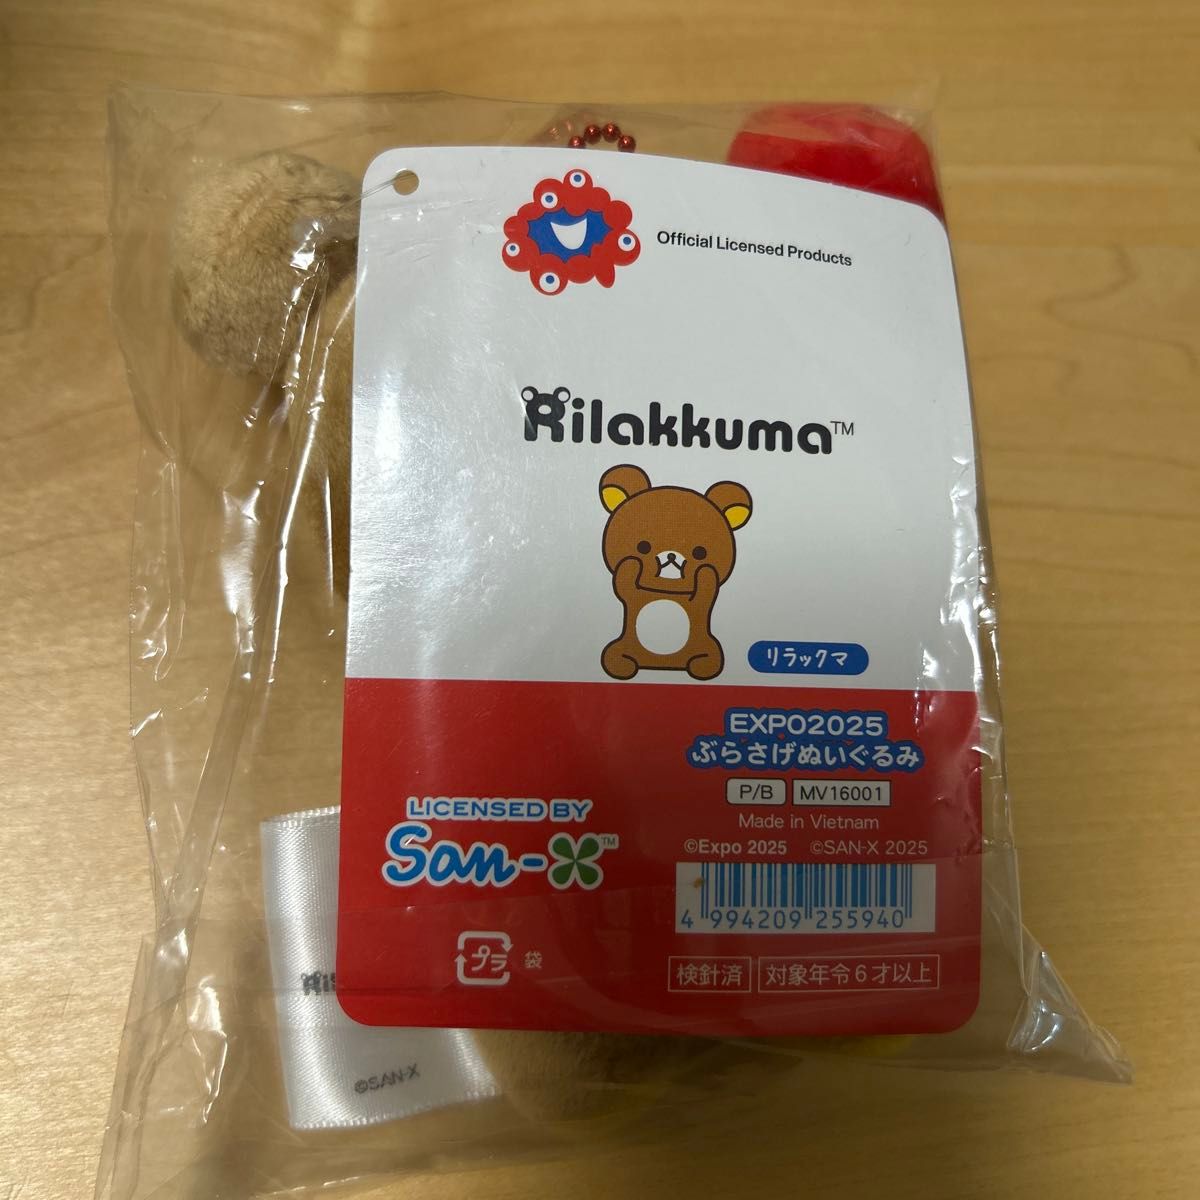 Official Licensed Products
Rilakkuma™
リラックマ
EXPO2025
ぶらさげぬいぐるみ
P/B MV16001
Made in Vietnam
©Expo 2025 ©SAN-X 2025
LICENSED BY
San-X™
4 994209 255940
プラ 袋
検針済 対象年令6才以上
Ril
©SAN-X